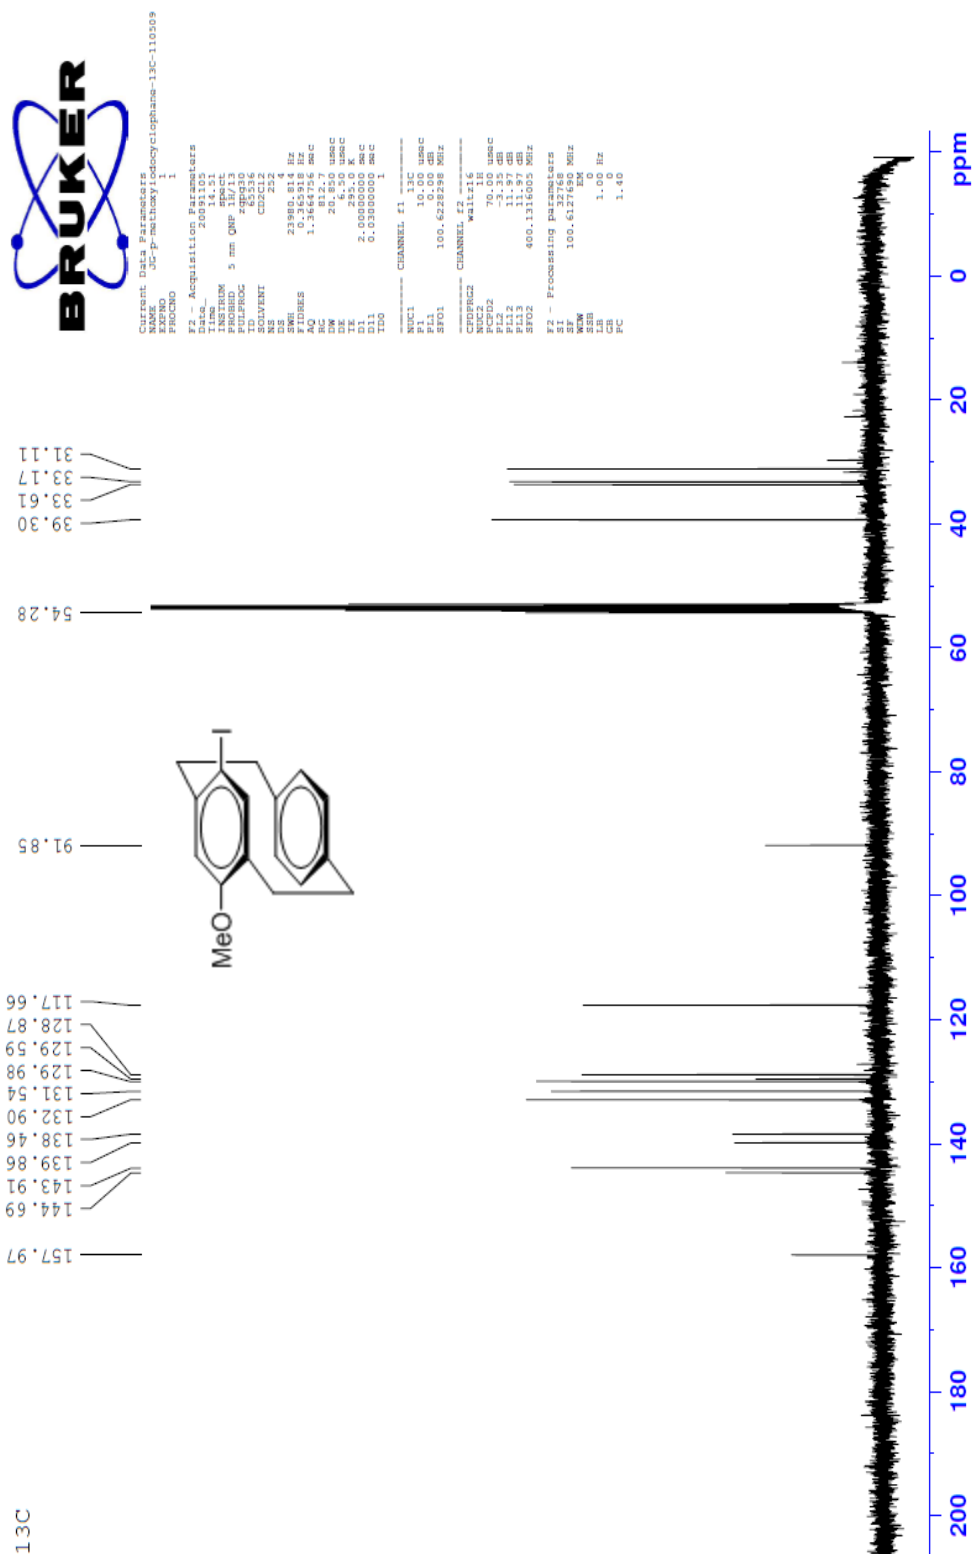 13C
157.97
144.69
143.91
139.86
138.46
132.90
131.54
129.98
129.59
128.87
117.66
91.85
54.28
39.30
33.61
33.17
31.11
MeO
I
BRUKER
Current Data Parameters
NAME JG-p-methoxyiodocyclophane-13C-110509
EXPNO 1
PROCNO 1
F2 - Acquisition Parameters
Date_ 20091105
Time 14.51
INSTRUM spect
PROBHD 5 mm QNP 1H/13
PULPROG zgpg30
TD 65536
SOLVENT CD2Cl2
NS 252
DS 4
SWH 23980.814 Hz
FIDRES 0.365918 Hz
AQ 1.3664756 sec
RG
DW 20.850 usec
DE 6.50 usec
TE 295.7 K
D1 2.00000000 sec
D11 0.03000000 sec
TD0 1
======== CHANNEL f1 ========
NUC1 13C
P1 10.00 usec
PL1 0.00 dB
SFO1 100.6228298 MHz
======== CHANNEL f2 ========
CPDPRG2 waltz16
NUC2 1H
PCPD2 70.00 usec
PL2 -3.35 dB
PL12 11.97 dB
PL13 11.97 dB
SFO2 400.1316005 MHz
F2 - Processing parameters
SI 32768
SF 100.6127690 MHz
WDW EM
SSB 0
LB 1.00 Hz
GB 0
PC 1.40
200 180 160 140 120 100 80 60 40 20 0 ppm